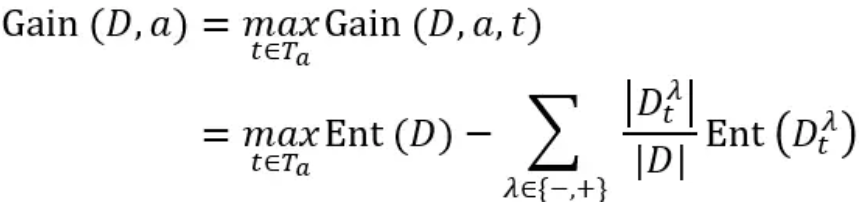 Gain (D, a) = max_{t∈T_a} Gain (D, a, t)
= max_{t∈T_a} Ent (D) − ∑_{λ∈{−,+}} |D_t^λ| / |D| Ent (D_t^λ)